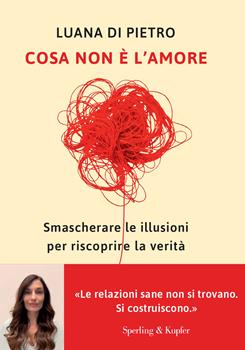 LUANA DI PIETRO
COSA NON È L'AMORE
Smascherare le illusioni
per riscoprire la verità
«Le relazioni sane non si trovano.
Si costruiscono.»
Sperling & Kupfer